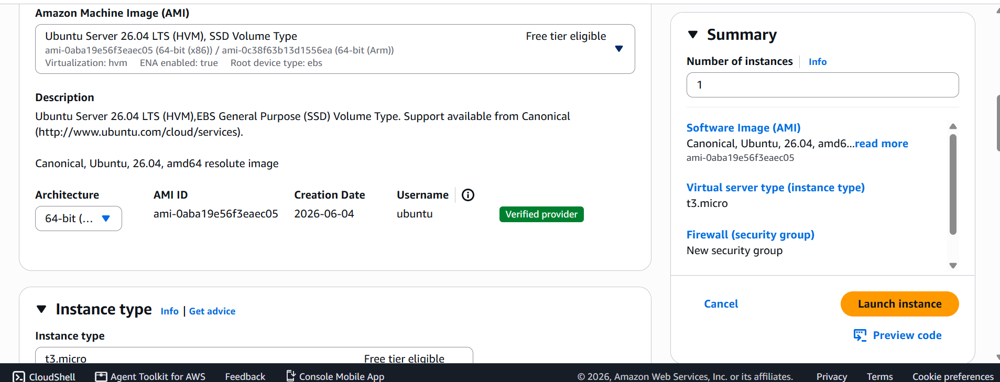 Amazon Machine Image (AMI)
Ubuntu Server 26.04 LTS (HVM), SSD Volume Type
Free tier eligible
ami-0aba19e56f3eaec05 (64-bit (x86)) / ami-0c38f63b13d1556ea (64-bit (Arm))
Virtualization: hvm ENA enabled: true Root device type: ebs
Description
Ubuntu Server 26.04 LTS (HVM),EBS General Purpose (SSD) Volume Type. Support available from Canonical
(http://www.ubuntu.com/cloud/services).
Canonical, Ubuntu, 26.04, amd64 resolute image
Architecture AMI ID Creation Date Username
64-bit (... ami-0aba19e56f3eaec05 2026-06-04 ubuntu Verified provider
Instance type Info | Get advice
Instance type
t3.micro Free tier eligible
Summary
Number of instances Info
1
Software Image (AMI)
Canonical, Ubuntu, 26.04, amd6...read more
ami-0aba19e56f3eaec05
Virtual server type (instance type)
t3.micro
Firewall (security group)
New security group
Cancel Launch instance
Preview code
CloudShell Agent Toolkit for AWS Feedback Console Mobile App © 2026, Amazon Web Services, Inc. or its affiliates. Privacy Terms Cookie preferences